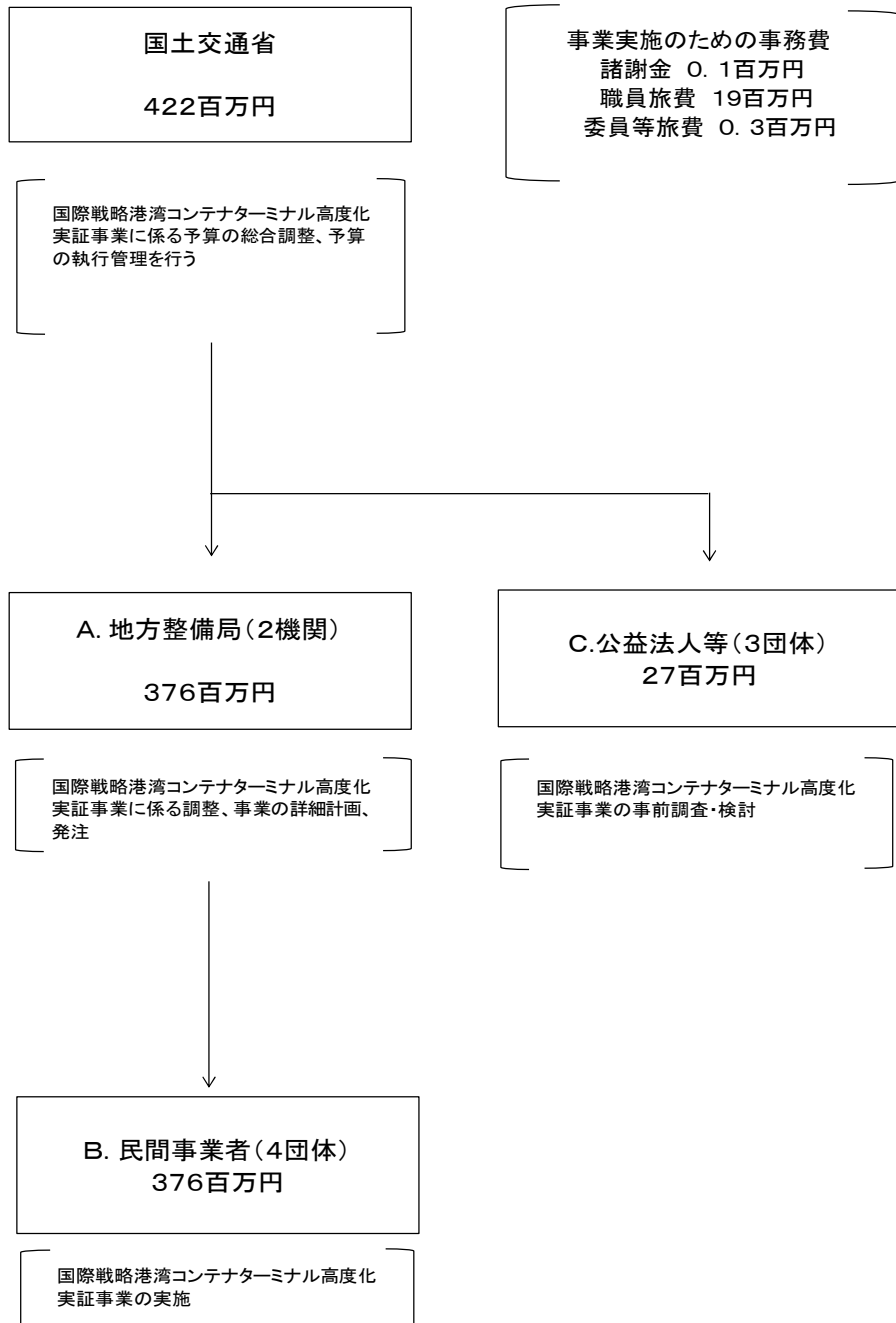 国土交通省
422百万円
事業実施のための事務費
諸謝金 0.1百万円
職員旅費 19百万円
委員等旅費 0.3百万円
国際戦略港湾コンテナターミナル高度化
実証事業に係る予算の総合調整、予算
の執行管理を行う
A. 地方整備局(2機関)
376百万円
C.公益法人等(3団体)
27百万円
国際戦略港湾コンテナターミナル高度化
実証事業に係る調整、事業の詳細計画、
発注
国際戦略港湾コンテナターミナル高度化
実証事業の事前調査・検討
B. 民間事業者(4団体)
376百万円
国際戦略港湾コンテナターミナル高度化
実証事業の実施